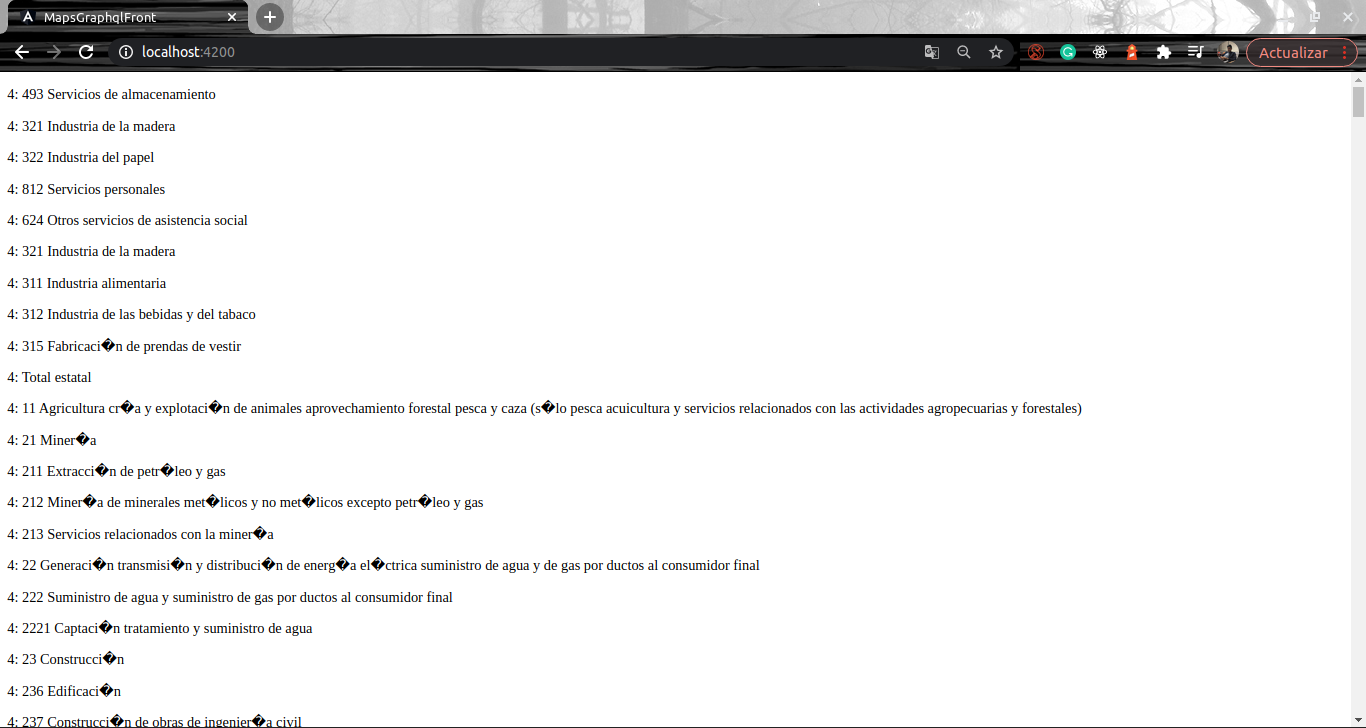 MapsGraphqlFront
localhost:4200
Actualizar
4: 493 Servicios de almacenamiento
4: 321 Industria de la madera
4: 322 Industria del papel
4: 812 Servicios personales
4: 624 Otros servicios de asistencia social
4: 321 Industria de la madera
4: 311 Industria alimentaria
4: 312 Industria de las bebidas y del tabaco
4: 315 Fabricaci�n de prendas de vestir
4: Total estatal
4: 11 Agricultura cr�a y explotaci�n de animales aprovechamiento forestal pesca y caza (s�lo pesca acuicultura y servicios relacionados con las actividades agropecuarias y forestales)
4: 21 Miner�a
4: 211 Extracci�n de petr�leo y gas
4: 212 Miner�a de minerales met�licos y no met�licos excepto petr�leo y gas
4: 213 Servicios relacionados con la miner�a
4: 22 Generaci�n transmisi�n y distribuci�n de energ�a el�ctrica suministro de agua y de gas por ductos al consumidor final
4: 222 Suministro de agua y suministro de gas por ductos al consumidor final
4: 2221 Captaci�n tratamiento y suministro de agua
4: 23 Construcci�n
4: 236 Edificaci�n
4: 237 Construcci�n de obras de ingenier�a civil